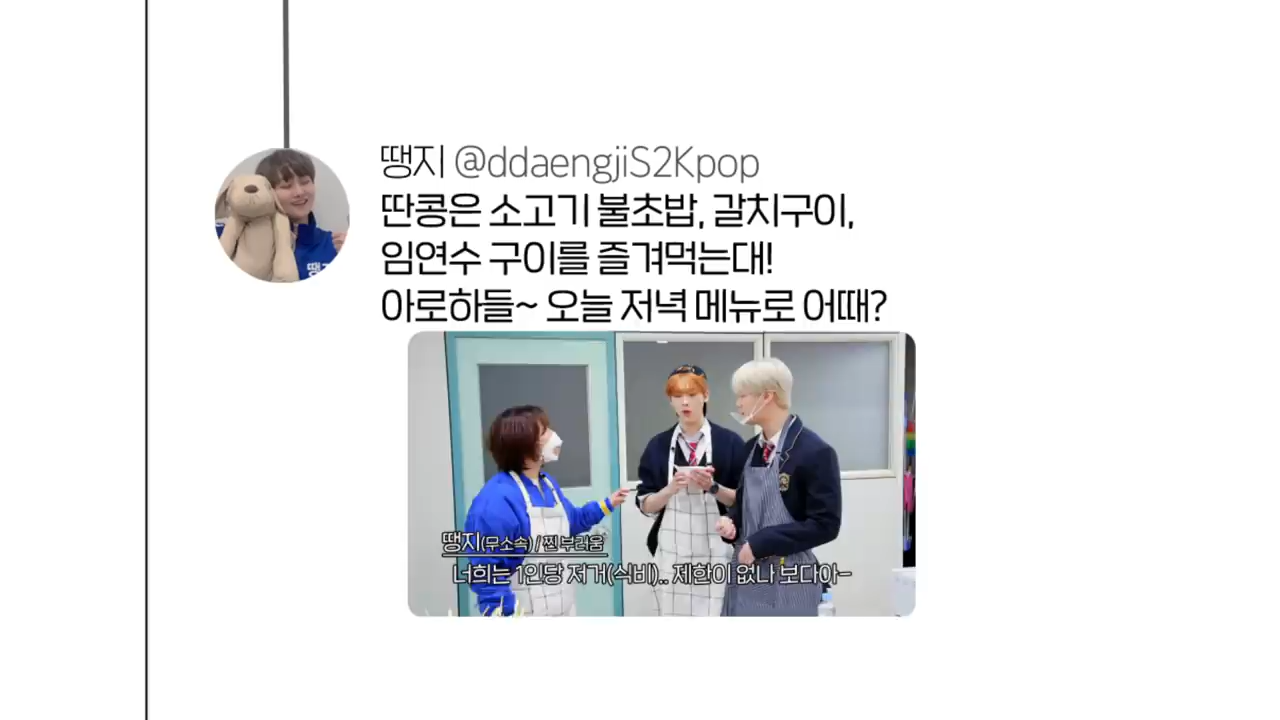 땡지 @ddaengjiS2Kpop
딴콩은 소고기 불초밥, 갈치구이,
임연수 구이를 즐겨먹는대!
아로하들~ 오늘 저녁 메뉴로 어때?
땡지(무소속) / 찐 부러움
너희는 1인당 저거(식비).. 제한이 없나 보다아~